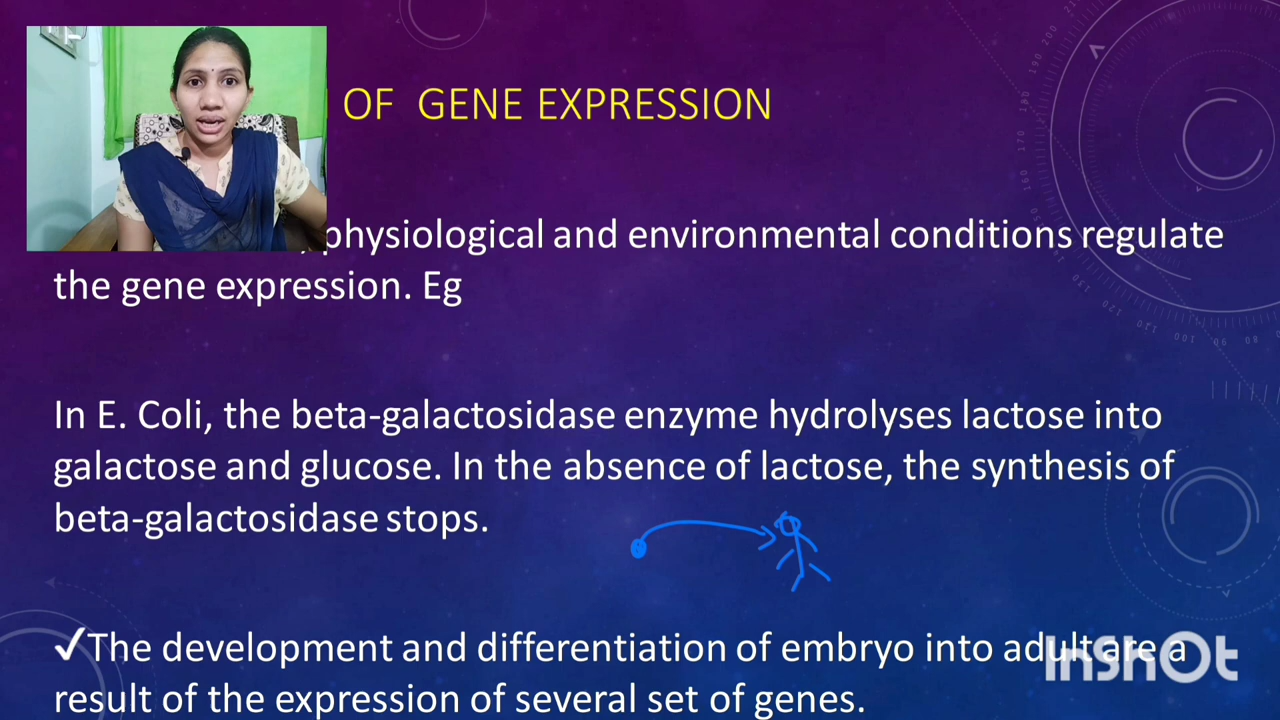 OF GENE EXPRESSION
physiological and environmental conditions regulate
the gene expression. Eg
In E. Coli, the beta-galactosidase enzyme hydrolyses lactose into
galactose and glucose. In the absence of lactose, the synthesis of
beta-galactosidase stops.
✓The development and differentiation of embryo into adult are a
result of the expression of several set of genes.
InShOt